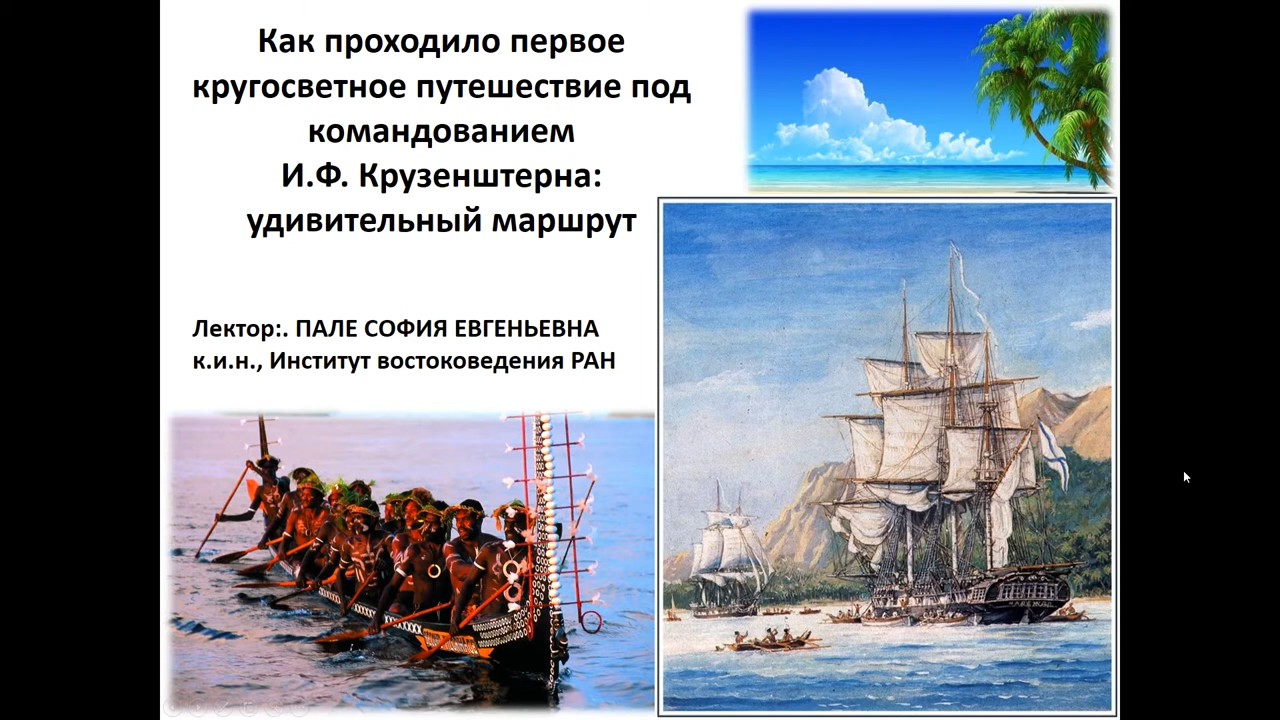 Как проходило первое
кругосветное путешествие под
командованием
И.Ф. Крузенштерна:
удивительный маршрут
Лектор:. ПАЛЕ СОФИЯ ЕВГЕНЬЕВНА
к.и.н., Институт востоковедения РАН